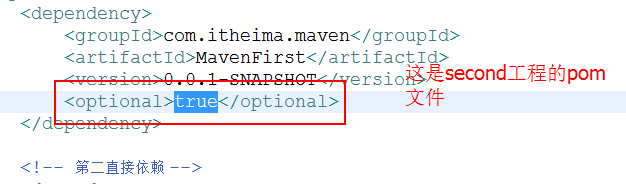 <dependency>
<groupId>com.itheima.maven</groupId>
<artifactId>MavenFirst</artifactId>
<version>0.0.1-SNAPSHOT</version>
<optional>true</optional>
</dependency>
这是second工程的pom
文件
<!-- 第二直接依赖 -->